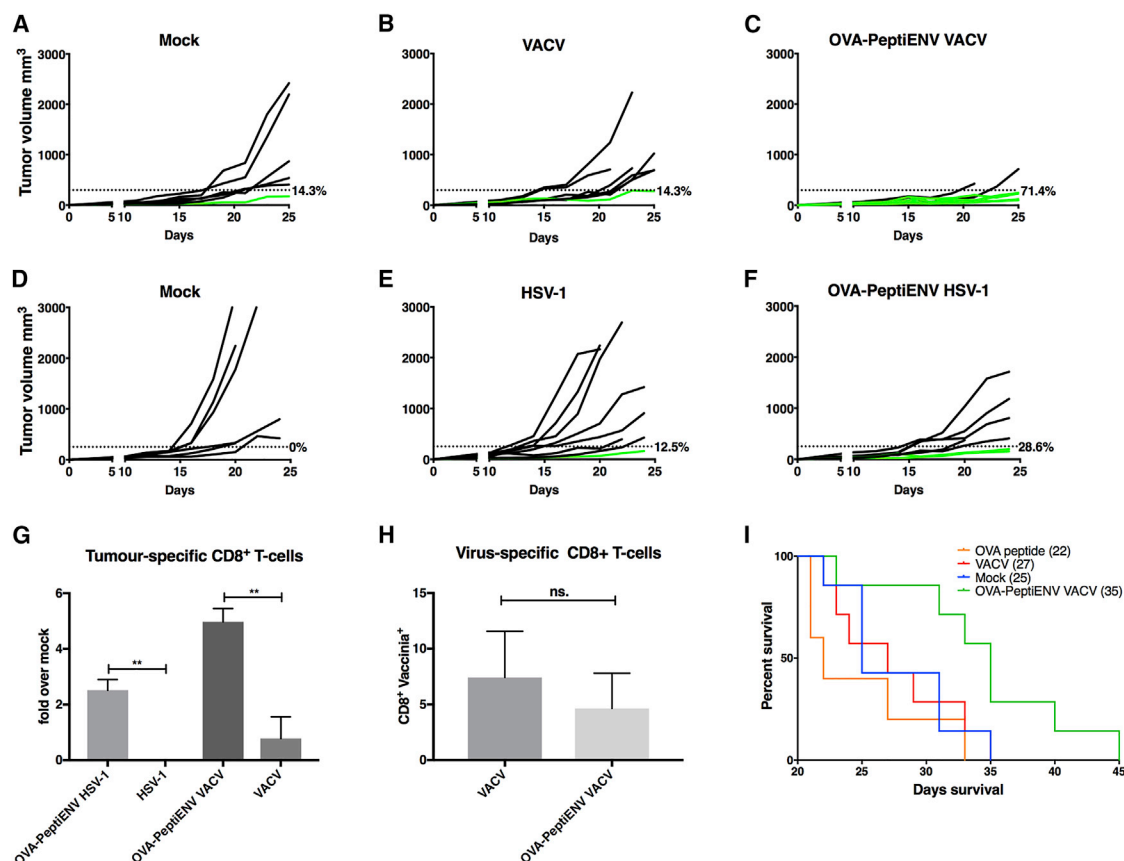 A
Mock
Tumor volume mm³
3000
2000
1000
0
14.3%
0 5 10 15 20 25
Days
B
VACV
3000
2000
1000
0
14.3%
0 5 10 15 20 25
Days
C
OVA-PeptiENV VACV
3000
2000
1000
0
71.4%
0 5 10 15 20 25
Days
D
Mock
Tumor volume mm³
3000
2000
1000
0
0%
0 5 10 15 20 25
Days
E
HSV-1
3000
2000
1000
0
12.5%
0 5 10 15 20 25
Days
F
OVA-PeptiENV HSV-1
3000
2000
1000
0
28.6%
0 5 10 15 20 25
Days
G
Tumour-specific CD8⁺ T-cells
fold over mock
6
4
2
0
**
**
OVA-PeptiENV HSV-1
HSV-1
OVA-PeptiENV VACV
VACV
H
Virus-specific CD8+ T-cells
CD8⁺ Vaccinia⁺
15
10
5
0
ns.
VACV
OVA-PeptiENV VACV
I
OVA peptide (22)
VACV (27)
Mock (25)
OVA-PeptiENV VACV (35)
Percent survival
100
50
0
20 25 30 35 40 45
Days survival